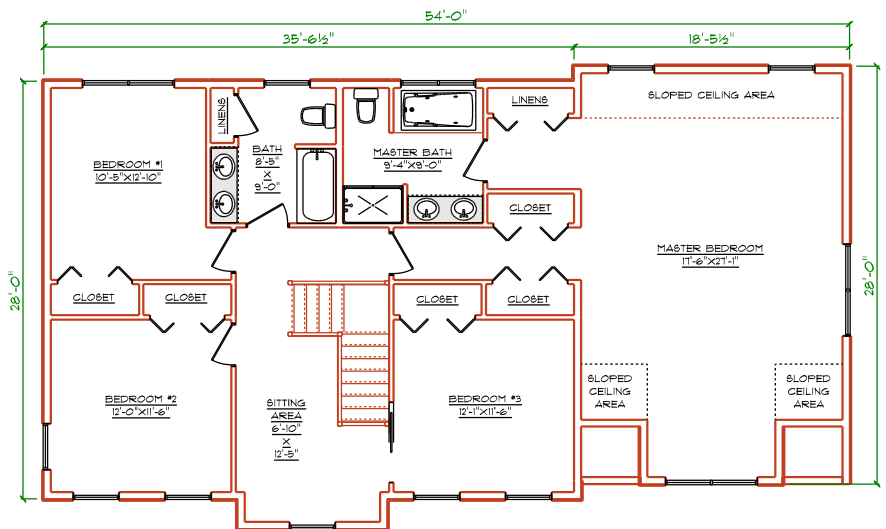 54'-0"
35'-6½"
18'-5½"
LINENS
LINENS
SLOPED CEILING AREA
BATH
8'-5"
X
9'-0"
MASTER BATH
9'-4"X9'-0"
BEDROOM #1
10'-5"X12'-10"
CLOSET
MASTER BEDROOM
17'-6"X27'-1"
28'-0"
28'-0"
CLOSET
CLOSET
CLOSET
CLOSET
SLOPED
CEILING
AREA
SLOPED
CEILING
AREA
BEDROOM #2
12'-0"X11'-6"
SITTING
AREA
6'-10"
X
12'-5"
BEDROOM #3
12'-1"X11'-6"